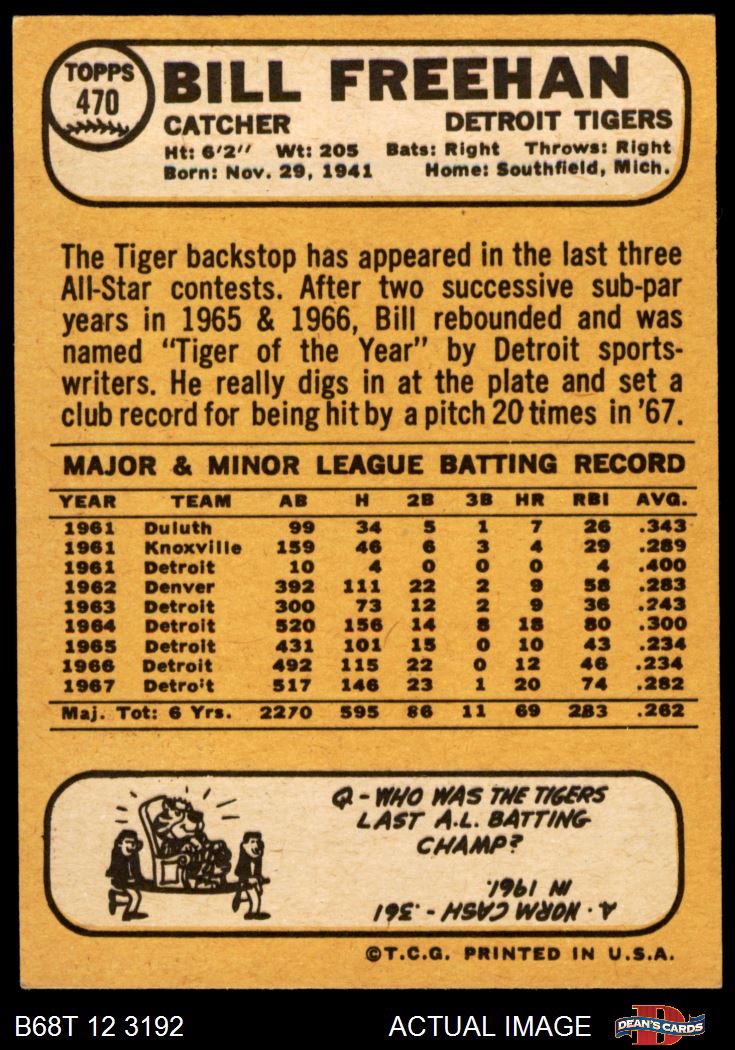 TOPPS
470
BILL FREEHAN
CATCHER DETROIT TIGERS
Ht: 6'2" Wt: 205 Bats: Right Throws: Right
Born: Nov. 29, 1941 Home: Southfield, Mich.
The Tiger backstop has appeared in the last three
All-Star contests. After two successive sub-par
years in 1965 & 1966, Bill rebounded and was
named "Tiger of the Year" by Detroit sports-
writers. He really digs in at the plate and set a
club record for being hit by a pitch 20 times in '67.
MAJOR & MINOR LEAGUE BATTING RECORD
YEAR TEAM AB H 2B 3B HR RBI AVG.
1961 Duluth 99 34 5 1 7 26 .343
1961 Knoxville 159 46 6 3 4 29 .289
1961 Detroit 10 4 0 0 0 4 .400
1962 Denver 392 111 22 2 9 58 .283
1963 Detroit 300 73 12 2 9 36 .243
1964 Detroit 520 156 14 8 18 80 .300
1965 Detroit 431 101 15 0 10 43 .234
1966 Detroit 492 115 22 0 12 46 .234
1967 Detroit 517 146 23 1 20 74 .282
Maj. Tot: 6 Yrs. 2270 595 86 11 69 283 .262
Q - WHO WAS THE TIGERS
LAST A.L. BATTING
CHAMP?
A. NORM CASH - .361
IN 1961.
©T.C.G. PRINTED IN U.S.A.
B68T 12 3192 ACTUAL IMAGE D DEAN'S CARDS